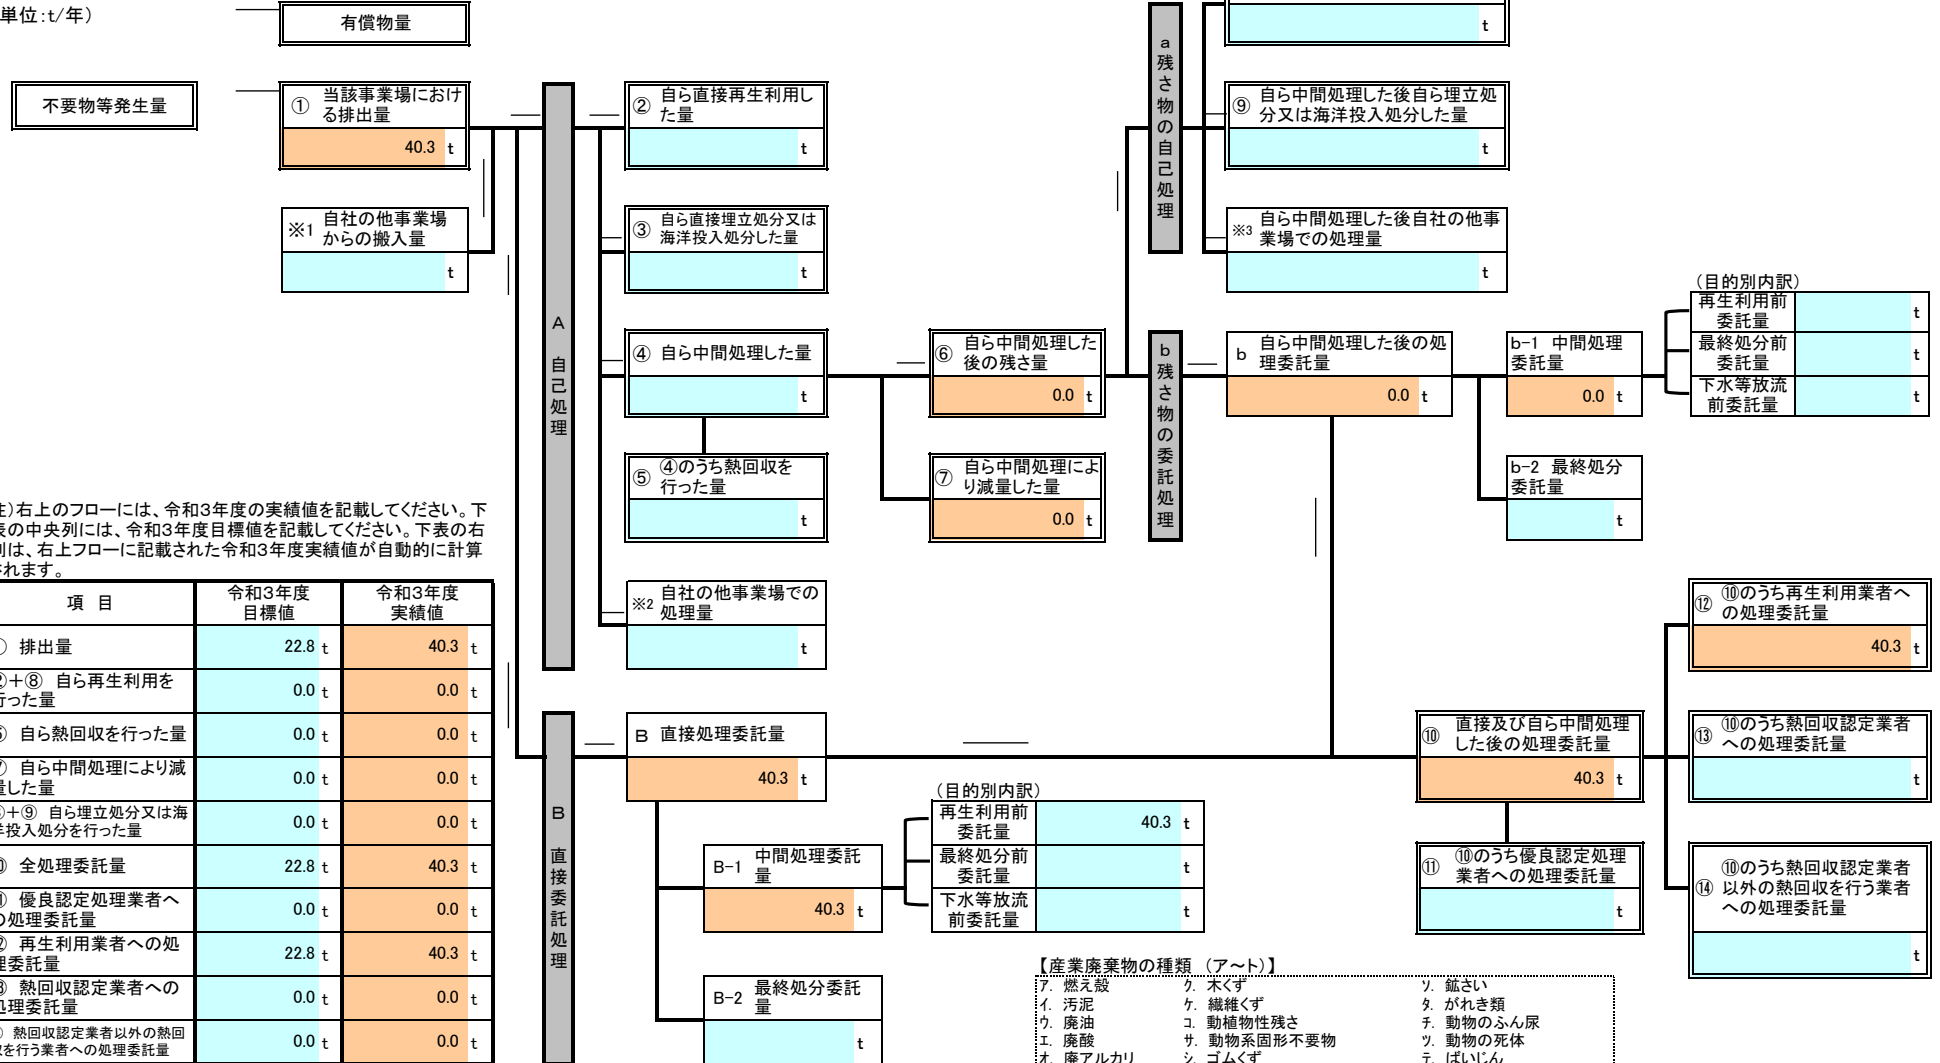 単位:t/年）
有償物量
不要物等発生量
① 当該事業場におけ
る排出量
40.3 t
※1 自社の他事業場
からの搬入量
t
A 自己処理
② 自ら直接再生利用し
た量
t
③ 自ら直接埋立処分又は
海洋投入処分した量
t
④ 自ら中間処理した量
t
⑤ ④のうち熱回収を
行った量
t
※2 自社の他事業場での
処理量
t
⑥ 自ら中間処理した
後の残さ量
0.0 t
⑦ 自ら中間処理によ
り減量した量
0.0 t
a 残さ物の自己処理
t
⑨ 自ら中間処理した後自ら埋立処
分又は海洋投入処分した量
t
※3 自ら中間処理した後自社の他事
業場での処理量
t
b 残さ物の委託処理
b 自ら中間処理した後の処
理委託量
0.0 t
b-1 中間処理
委託量
0.0 t
b-2 最終処分
委託量
t
（目的別内訳）
再生利用前
委託量
t
最終処分前
委託量
t
下水等放流
前委託量
t
注）右上のフローには、令和3年度の実績値を記載してください。下
表の中央列には、令和3年度目標値を記載してください。下表の右
列は、右上フローに記載された令和3年度実績値が自動的に計算
されます。
項 目 令和3年度
目標値 令和3年度
実績値
① 排出量 22.8 t 40.3 t
②＋⑧ 自ら再生利用を
行った量 0.0 t 0.0 t
⑤ 自ら熱回収を行った量 0.0 t 0.0 t
⑦ 自ら中間処理により減
量した量 0.0 t 0.0 t
③＋⑨ 自ら埋立処分又は海
洋投入処分を行った量 0.0 t 0.0 t
⑩ 全処理委託量 22.8 t 40.3 t
⑪ 優良認定処理業者へ
の処理委託量 0.0 t 0.0 t
⑫ 再生利用業者への処
理委託量 22.8 t 40.3 t
⑬ 熱回収認定業者への
処理委託量 0.0 t 0.0 t
⑭ 熱回収認定業者以外の熱回
収を行う業者への処理委託量 0.0 t 0.0 t
B 直接委託処理
B 直接処理委託量
40.3 t
B-1 中間処理委託
量
40.3 t
B-2 最終処分委託
量
t
（目的別内訳）
再生利用前
委託量
40.3 t
最終処分前
委託量
t
下水等放流
前委託量
t
⑩ 直接及び自ら中間処理
した後の処理委託量
40.3 t
⑪ ⑩のうち優良認定処理
業者への処理委託量
t
⑫ ⑩のうち再生利用業者へ
の処理委託量
40.3 t
⑬ ⑩のうち熱回収認定業者
への処理委託量
t
⑭ ⑩のうち熱回収認定業者
以外の熱回収を行う業者
への処理委託量
t
【産業廃棄物の種類 （ア～ト）】
ア. 燃え殻 ク. 木くず ソ. 鉱さい
イ. 汚泥 ケ. 繊維くず タ. がれき類
ウ. 廃油 コ. 動植物性残さ チ. 動物のふん尿
エ. 廃酸 サ. 動物系固形不要物 ツ. 動物の死体
オ. 廃アルカリ シ. ゴムくず テ. ばいじん